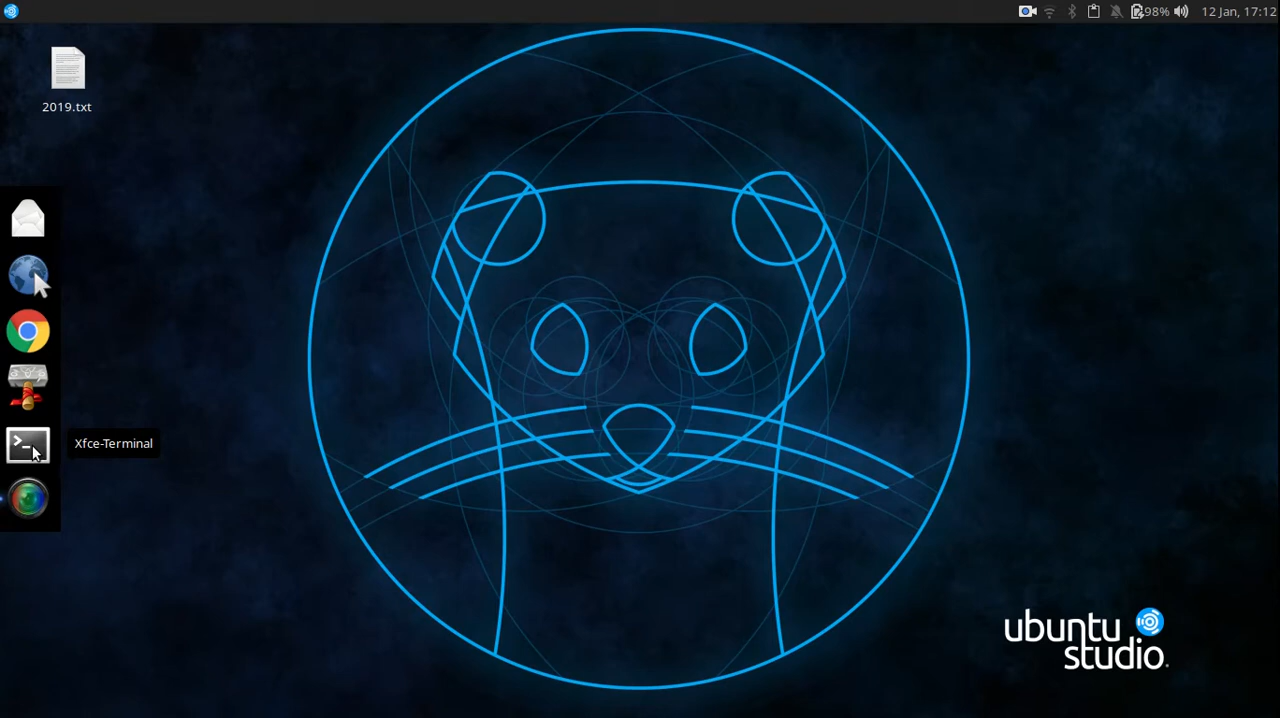 98% 12 Jan, 17:12
2019.txt
Xfce-Terminal
ubuntu
studio